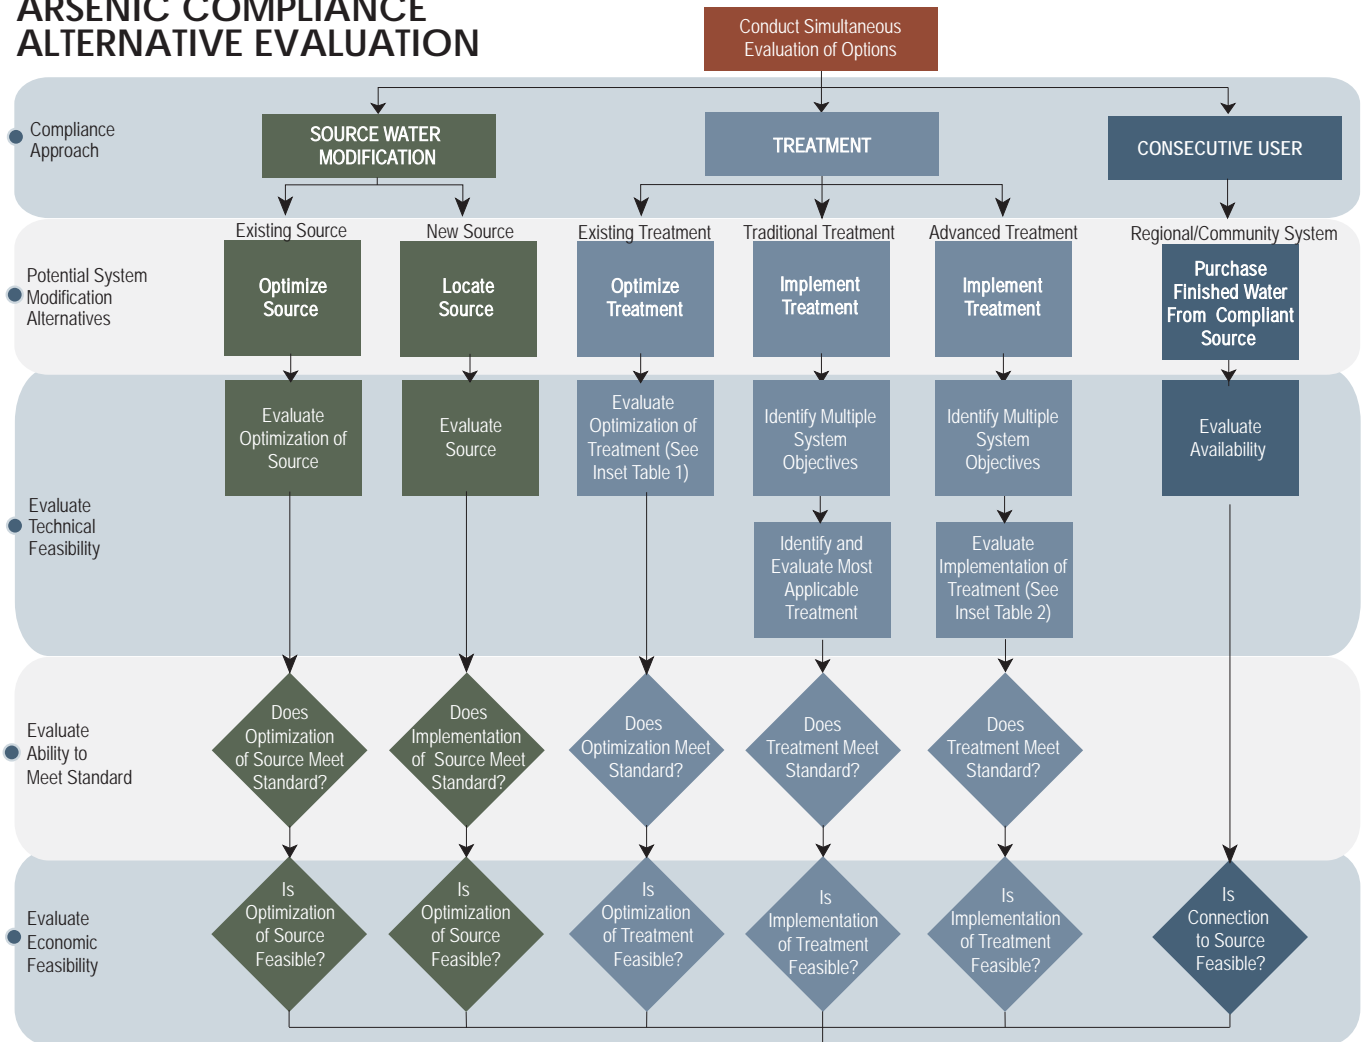 ARSENIC COMPLIANCE
ALTERNATIVE EVALUATION
Conduct Simultaneous
Evaluation of Options
Compliance
Approach
SOURCE WATER
MODIFICATION
TREATMENT
CONSECUTIVE USER
Potential System
Modification
Alternatives
Existing Source
Optimize
Source
New Source
Locate
Source
Existing Treatment
Optimize
Treatment
Traditional Treatment
Implement
Treatment
Advanced Treatment
Implement
Treatment
Regional/Community System
Purchase
Finished Water
From Compliant
Source
Evaluate
Technical
Feasibility
Evaluate
Optimization of
Source
Evaluate
Source
Evaluate
Optimization of
Treatment (See
Inset Table 1)
Identify Multiple
System
Objectives
Identify Multiple
System
Objectives
Evaluate
Availability
Identify and
Evaluate Most
Applicable
Treatment
Evaluate
Implementation of
Treatment (See
Inset Table 2)
Evaluate
Ability to
Meet Standard
Does
Optimization
of Source Meet
Standard?
Does
Implementation
of Source Meet
Standard?
Does
Optimization Meet
Standard?
Does
Treatment Meet
Standard?
Does
Treatment Meet
Standard?
Evaluate
Economic
Feasibility
Is
Optimization
of Source
Feasible?
Is
Optimization
of Source
Feasible?
Is
Optimization
of Treatment
Feasible?
Is
Implementation
of Treatment
Feasible?
Is
Implementation
of Treatment
Feasible?
Is
Connection
to Source
Feasible?